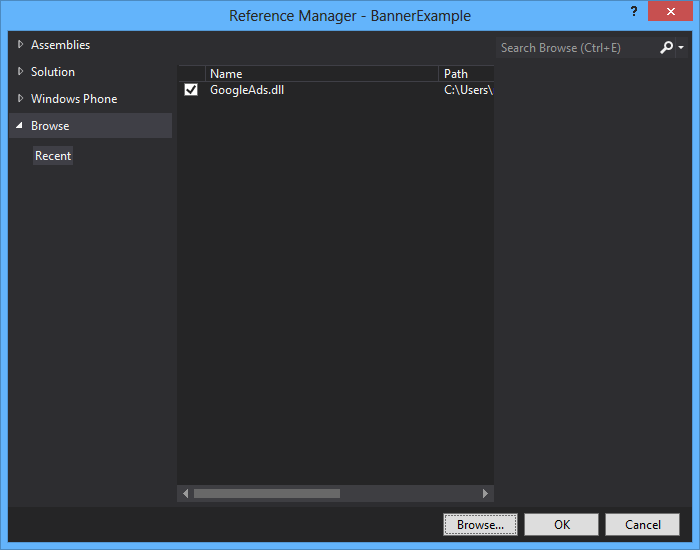 Reference Manager - BannerExample
?
Assemblies
Search Browse (Ctrl+E)
Solution
Windows Phone
Browse
Recent
Name Path
GoogleAds.dll C:\Users\
Browse... OK Cancel